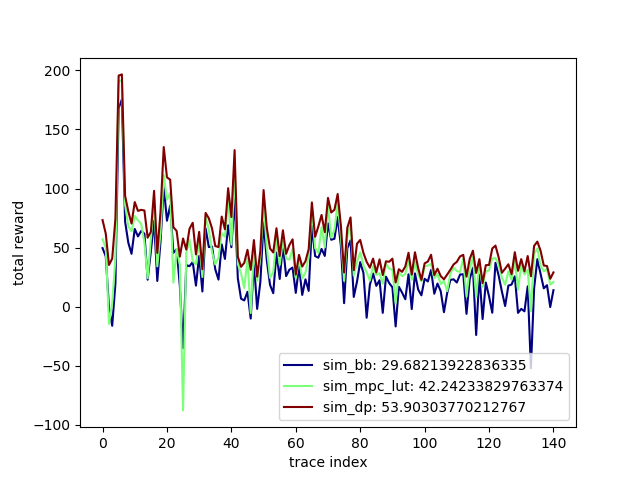 200
150
100
50
0
−50
−100
total reward
sim_bb: 29.68213922836335
sim_mpc_lut: 42.24233829763374
sim_dp: 53.90303770212767
0 20 40 60 80 100 120 140
trace index